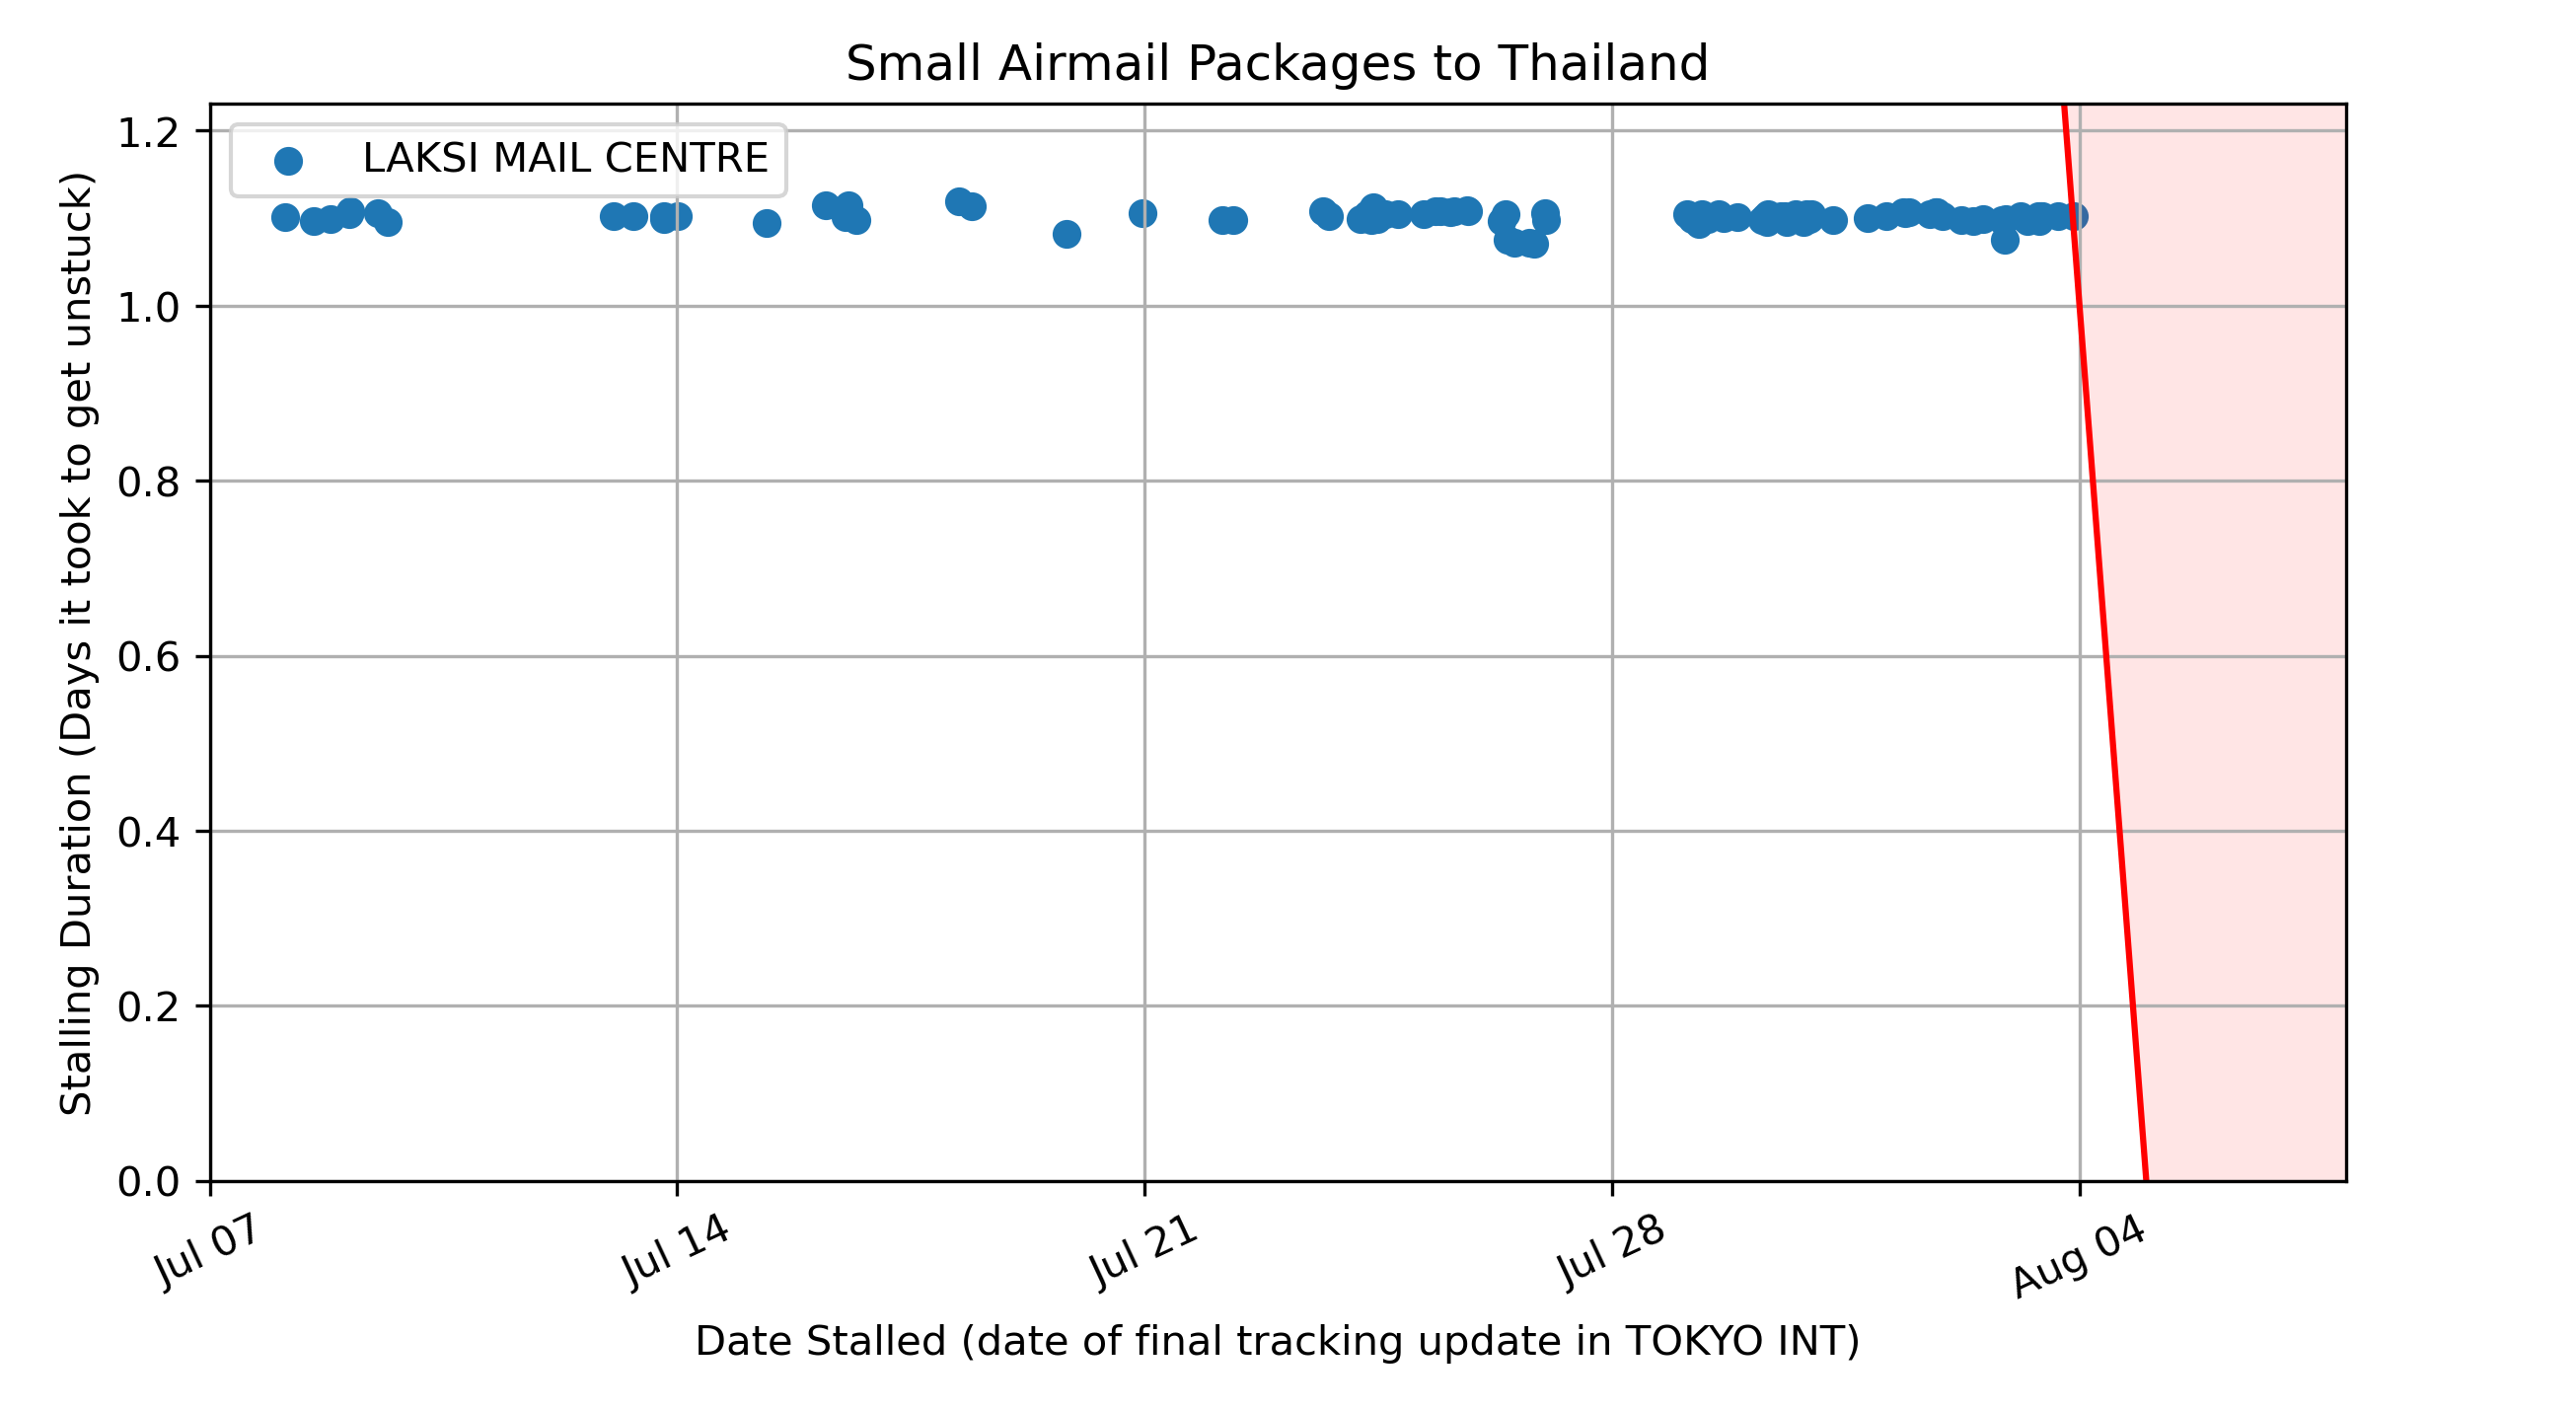 Small Airmail Packages to Thailand
LAKSI MAIL CENTRE
Stalling Duration (Days it took to get unstuck)
1.2
1.0
0.8
0.6
0.4
0.2
0.0
Jul 07
Jul 14
Jul 21
Jul 28
Aug 04
Date Stalled (date of final tracking update in TOKYO INT)